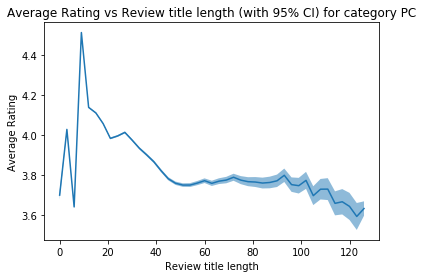 Average Rating vs Review title length (with 95% CI) for category PC
4.4
4.2
4.0
3.8
3.6
Average Rating
0 20 40 60 80 100 120
Review title length